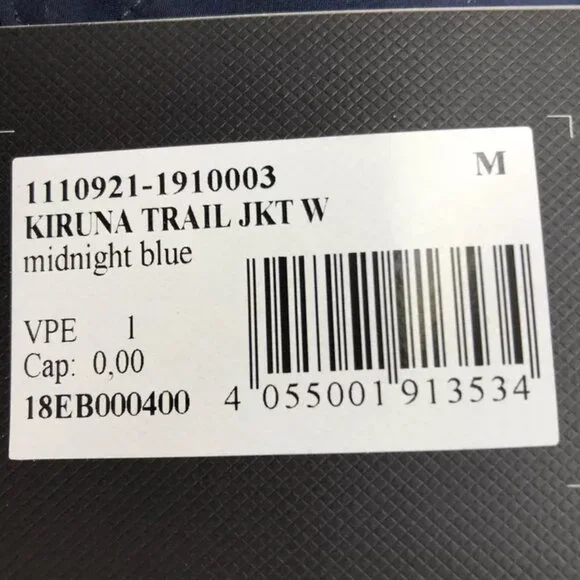 1110921-1910003 M
KIRUNA TRAIL JKT W
midnight blue
VPE 1
Cap: 0,00
18EB000400
4 055001 913534